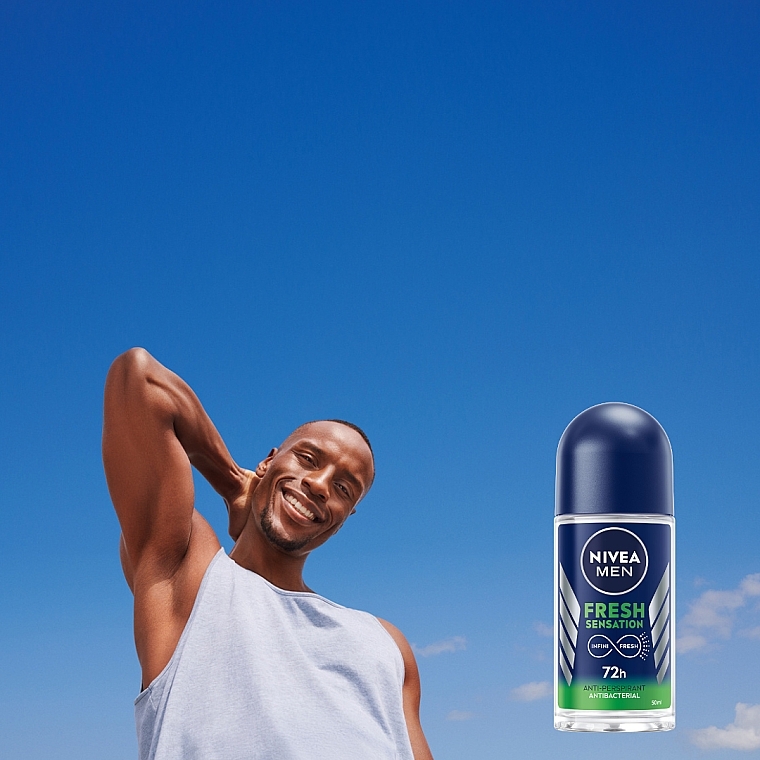 NIVEA
MEN
FRESH
SENSATION
INFINI FRESH
72h
ANTI-PERSPIRANT
ANTIBACTERIAL
50ml